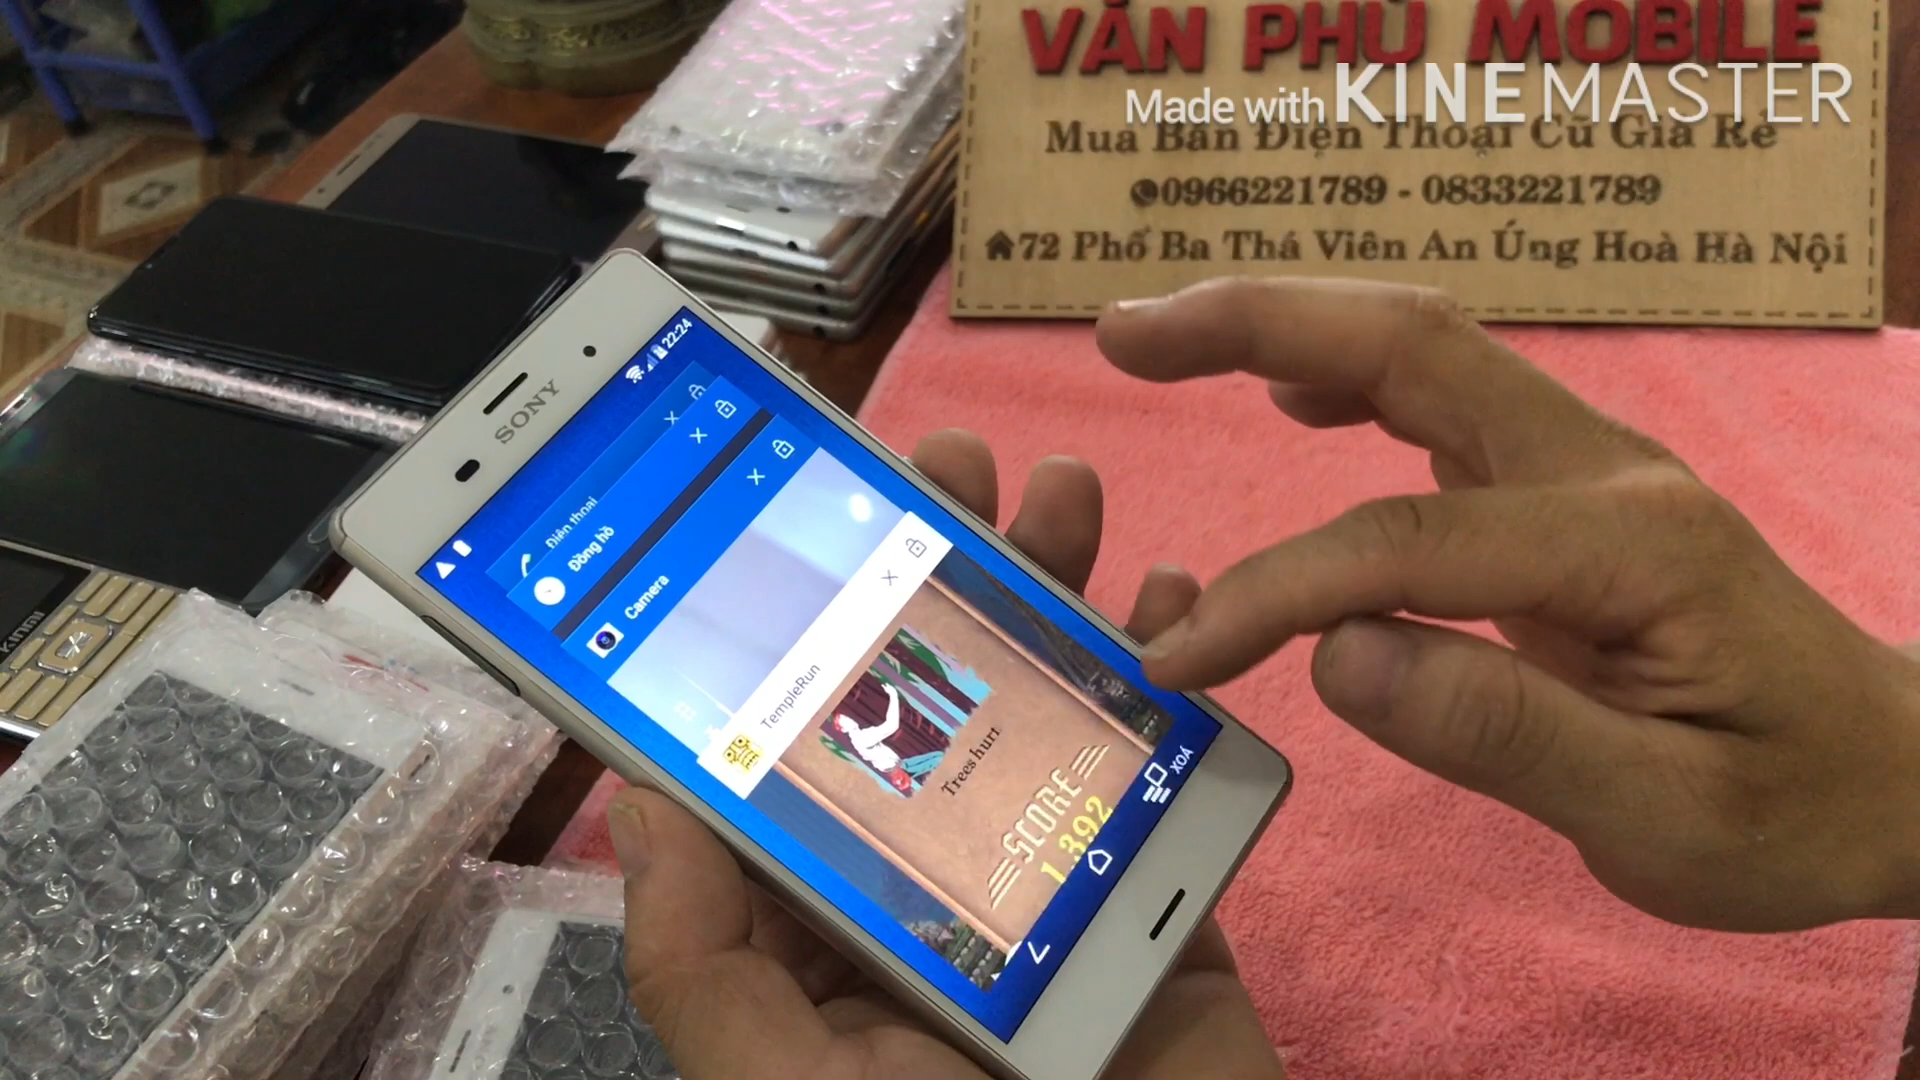 VĂN PHÚ MOBILE
Made with KINEMASTER
Mua Bán Điện Thoại Cũ Giá Rẻ
0966221789 - 0833221789
72 Phố Ba Thá Viên An Ứng Hoà Hà Nội
22:24
SONY
Điện thoại
Đồng hồ
Camera
TempleRun
Trees hurt
SCORE
1,392
XOÁ